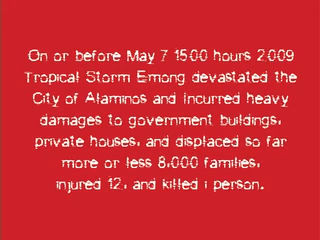 On or before May 7 1500 hours 2009
Tropical Storm Emong devastated the
City of Alaminos and incurred heavy
damages to government buildings,
private houses, and displaced so far
more or less 8,000 families,
injured 12, and killed 1 person.